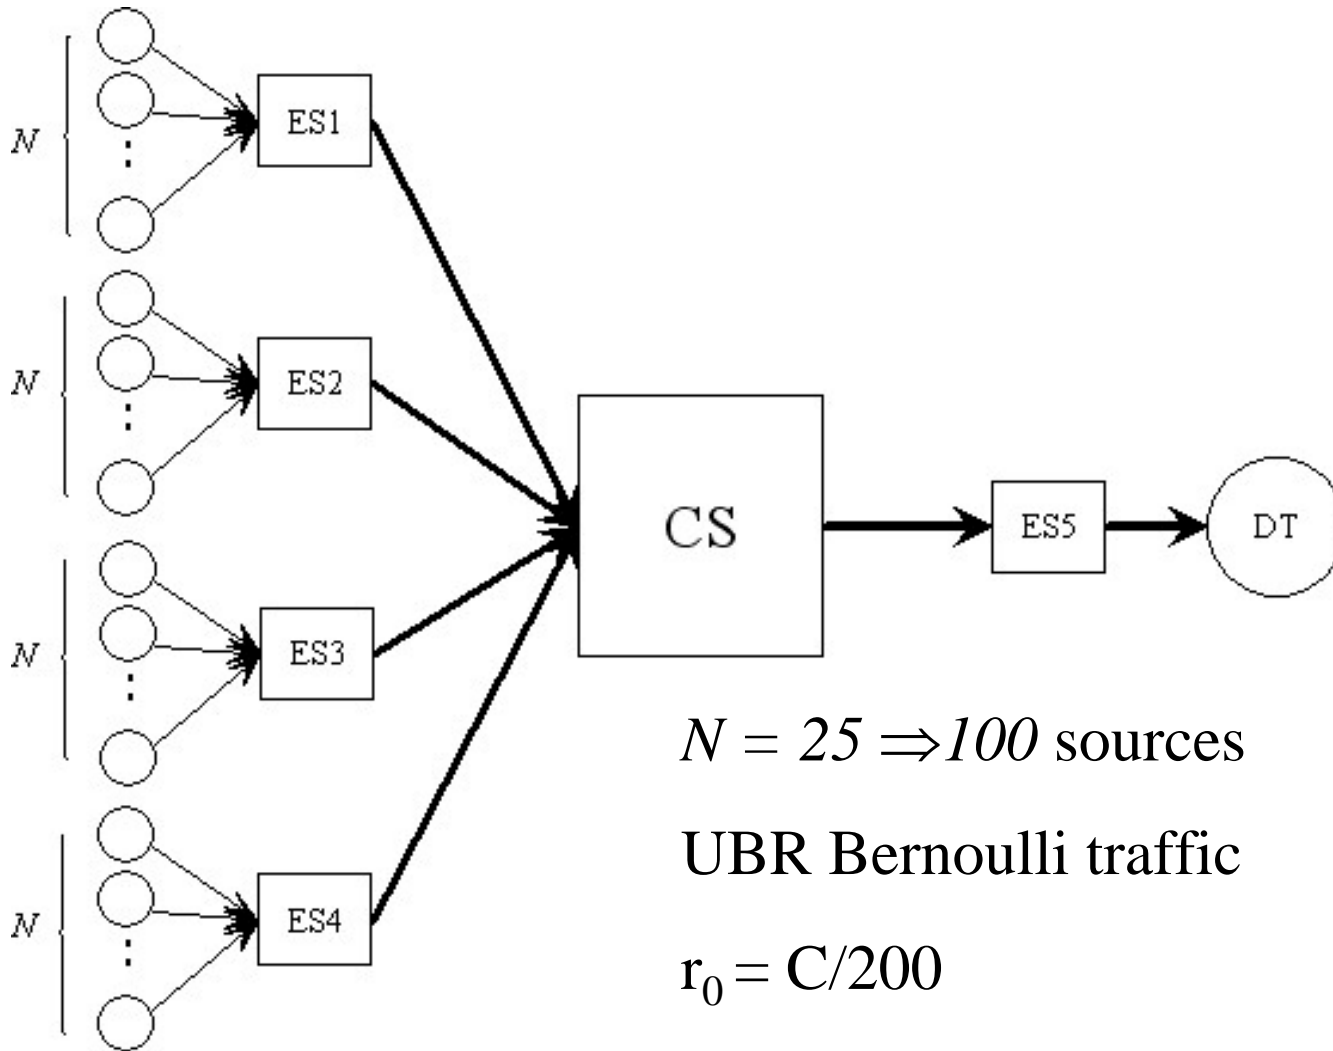 N
ES1
N
ES2
CS
ES5
DT
N
ES3
N = 25 ⇒100 sources
UBR Bernoulli traffic
N
ES4
r₀ = C/200